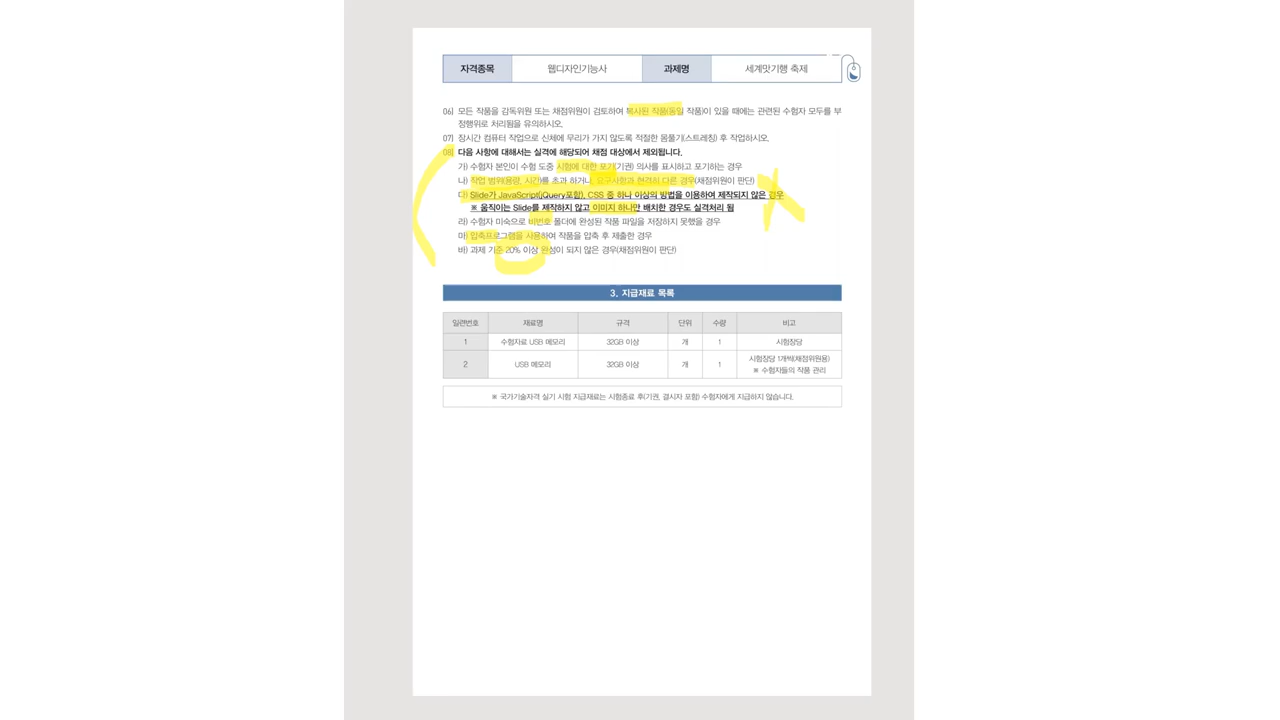 자격종목 웹디자인기능사 과제명 세계맛기행 축제
06] 모든 작품을 감독위원 또는 채점위원이 검토하여 복사된 작품(동일 작품)이 있을 때에는 관련된 수험자 모두를 부
정행위로 처리됨을 유의하시오.
07] 장시간 컴퓨터 작업으로 신체에 무리가 가지 않도록 적절한 몸풀기(스트레칭) 후 작업하시오.
08] 다음 사항에 대해서는 실격에 해당되어 채점 대상에서 제외됩니다.
가) 수험자 본인이 수험 도중 시험에 대한 포기(기권) 의사를 표시하고 포기하는 경우
나) 작업 범위(용량, 시간)를 초과 하거나, 요구사항과 현격히 다른 경우(채점위원이 판단)
다) Slide가 JavaScript(jQuery포함), CSS 중 하나 이상의 방법을 이용하여 제작되지 않은 경우
※ 움직이는 Slide를 제작하지 않고 이미지 하나만 배치한 경우도 실격처리 됨
라) 수험자 미숙으로 비번호 폴더에 완성된 작품 파일을 저장하지 못했을 경우
마) 압축프로그램을 사용하여 작품을 압축 후 제출한 경우
바) 과제 기준 20% 이상 완성이 되지 않은 경우(채점위원이 판단)
3. 지급재료 목록
일련번호 재료명 규격 단위 수량 비고
1 수험자료 USB 메모리 32GB 이상 개 1 시험장당
2 USB 메모리 32GB 이상 개 1 시험장당 1개씩(채점위원용)
※ 수험자들의 작품 관리
※ 국가기술자격 실기 시험 지급재료는 시험종료 후(기권, 결시자 포함) 수험자에게 지급하지 않습니다.